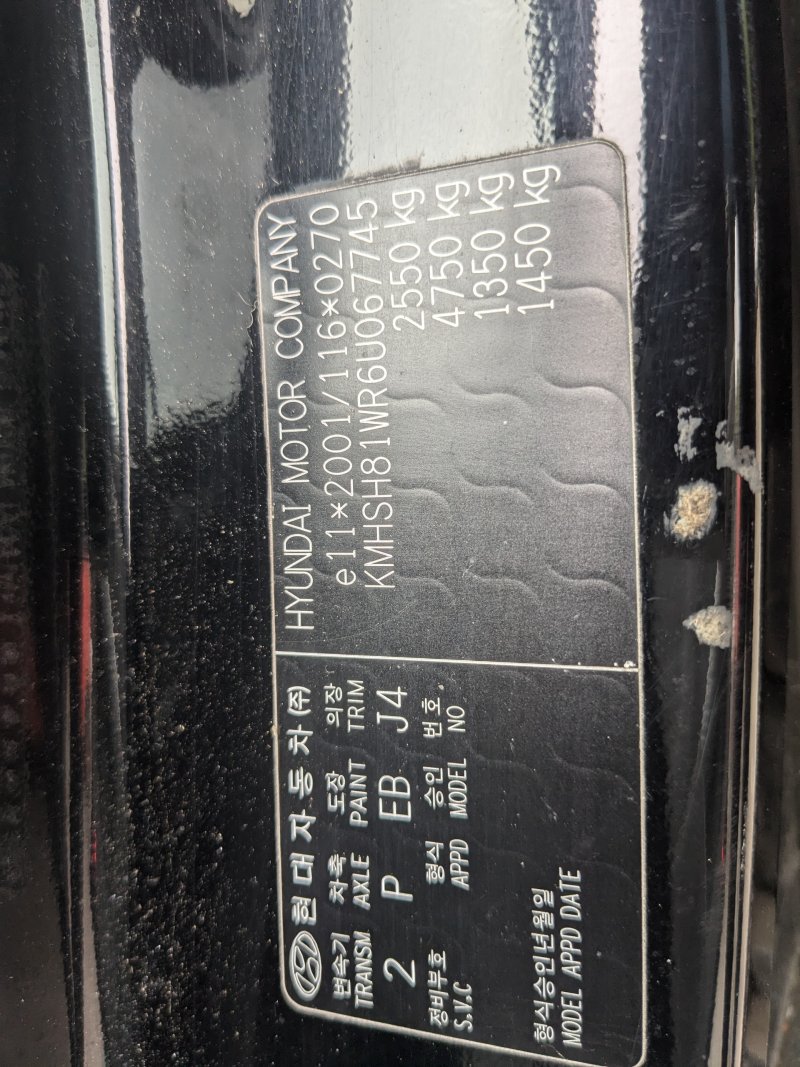 현대자동차(주)
변속기 차축 도장 의장
TRANSM AXLE PAINT TRIM
2 P EB J4
정비부호 형식 승인 번호
S.V.C APPD MODEL NO
형식승인년월일
MODEL APPD DATE
HYUNDAI MOTOR COMPANY
e11*2001/116*0270
KMHSH81WR6U067745
2550 kg
4750 kg
1350 kg
1450 kg